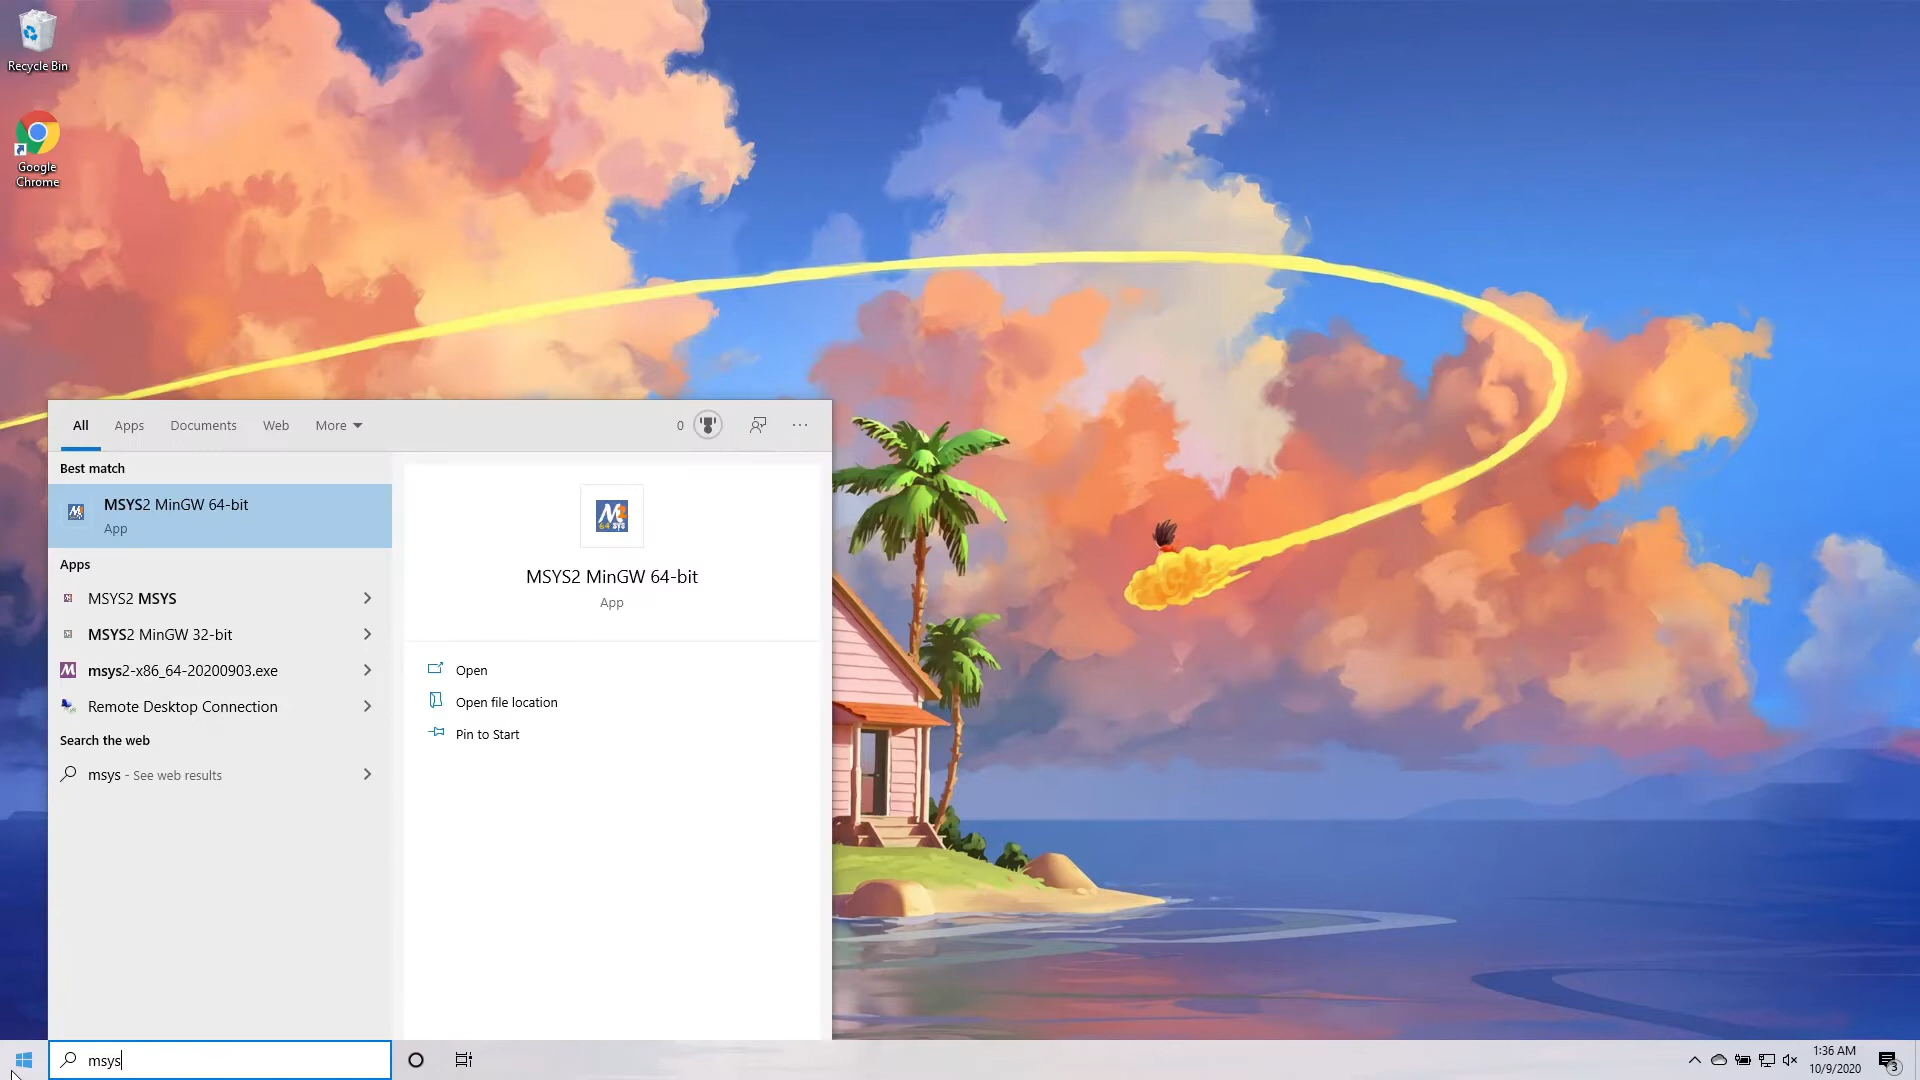 Recycle Bin
Google
Chrome
All Apps Documents Web More 0
Best match
MSYS2 MinGW 64-bit
App
Apps
MSYS2 MSYS
MSYS2 MinGW 32-bit
msys2-x86_64-20200903.exe
Remote Desktop Connection
Search the web
msys - See web results
MSYS2 MinGW 64-bit
App
Open
Open file location
Pin to Start
msys
1:36 AM
10/9/2020
3